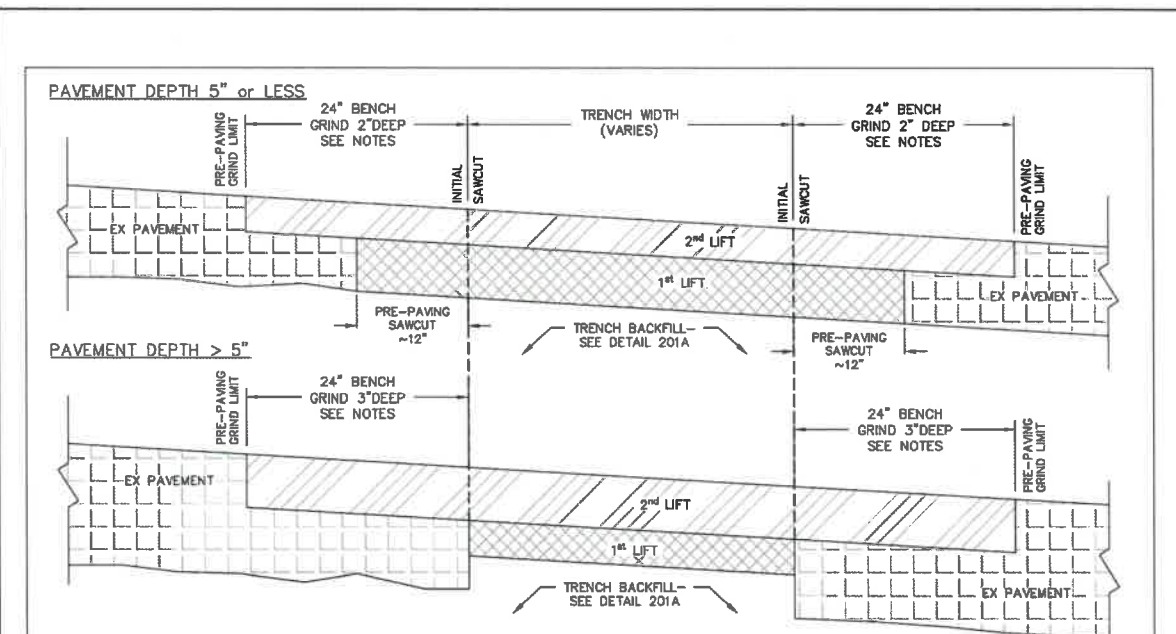 PAVEMENT DEPTH 5" or LESS
24" BENCH
GRIND 2"DEEP
SEE NOTES
TRENCH WIDTH
(VARIES)
24" BENCH
GRIND 2" DEEP
SEE NOTES
PRE-PAVING
GRIND LIMIT
INITIAL
SAWCUT
INITIAL
SAWCUT
PRE-PAVING
GRIND LIMIT
EX PAVEMENT
2nd LIFT
1st LIFT
EX PAVEMENT
PRE-PAVING
SAWCUT
~12"
TRENCH BACKFILL-
SEE DETAIL 201A
PRE-PAVING
SAWCUT
~12"
PAVEMENT DEPTH > 5"
24" BENCH
GRIND 3"DEEP
SEE NOTES
24" BENCH
GRIND 3"DEEP
SEE NOTES
PRE-PAVING
GRIND LIMIT
PRE-PAVING
GRIND LIMIT
EX PAVEMENT
2nd LIFT
1st LIFT
EX PAVEMENT
TRENCH BACKFILL-
SEE DETAIL 201A